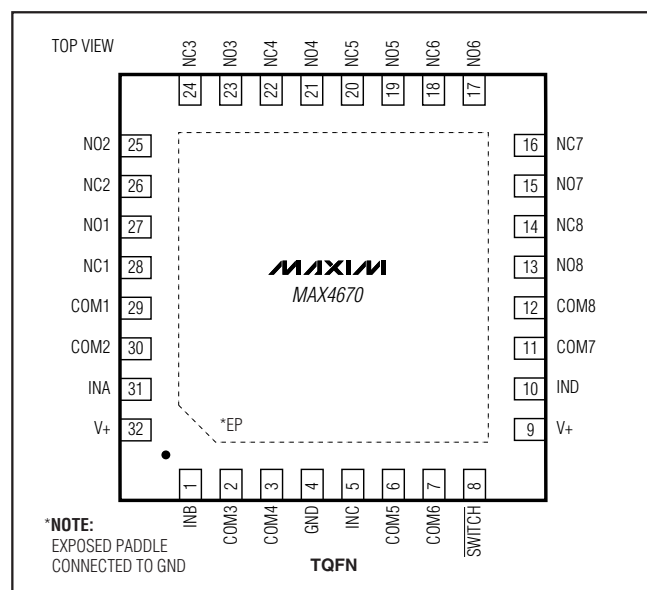 TOP VIEW
NC3 NO3 NC4 NO4 NC5 NO5 NC6 NO6
24 23 22 21 20 19 18 17
NO2 25 16 NC7
NC2 26 15 NO7
NO1 27 14 NC8
NC1 28 13 NO8
MAXIM
MAX4670
COM1 29 12 COM8
COM2 30 11 COM7
INA 31 10 IND
V+ 32 9 V+
*EP
1 2 3 4 5 6 7 8
INB COM3 COM4 GND INC COM5 COM6 SWITCH
*NOTE:
EXPOSED PADDLE
CONNECTED TO GND
TQFN